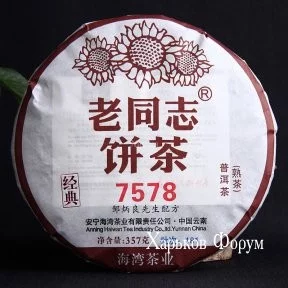 老同志®
饼茶
经典
7578
普洱茶
(熟茶)
邹炳良先生配方
安宁海湾茶业有限责任公司·中国云南
Anning Haiwan Tea Industry Co.,Ltd.Yunnan China
净含量:357克
Харьков Форум
海湾茶业